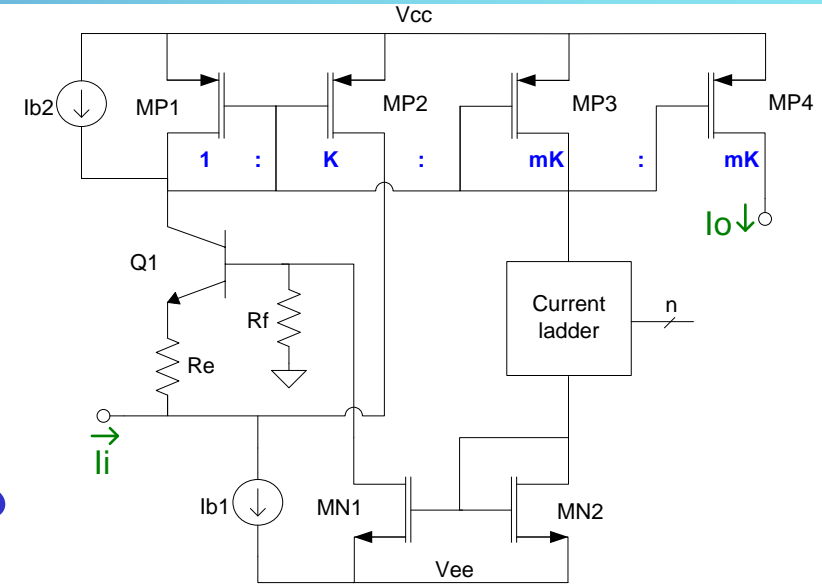 Vcc
Ib2
MP1
MP2
MP3
MP4
1 : K : mK : mK
Io
Q1
Rf
Current
ladder
n
Re
Ii
Ib1
MN1
MN2
Vee